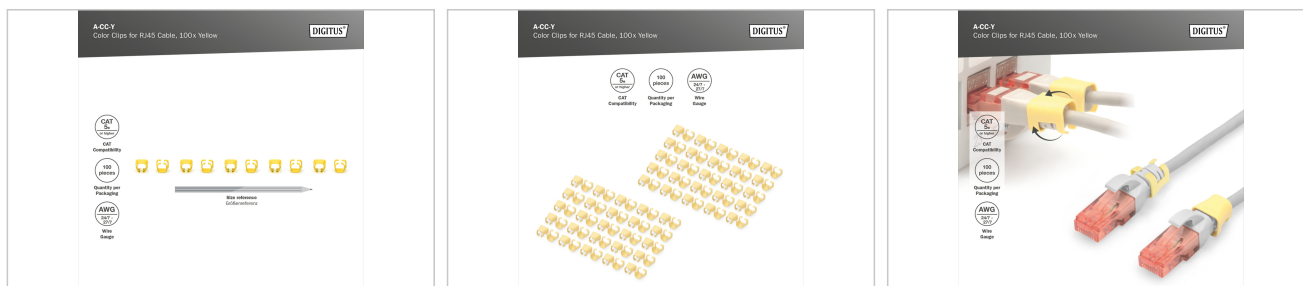 A-CC-Y
Color Clips for RJ45 Cable, 100x Yellow
DIGITUS®
CAT
5e
or higher
CAT
Compatibility
100
pieces
Quantity per
Packaging
AWG
24/7 -
27/7
Wire
Gauge
Size reference
Größenreferenz
A-CC-Y
Color Clips for RJ45 Cable, 100x Yellow
DIGITUS®
CAT
5e
or higher
CAT
Compatibility
100
pieces
Quantity per
Packaging
AWG
24/7 -
27/7
Wire
Gauge
A-CC-Y
Color Clips for RJ45 Cable, 100x Yellow
DIGITUS®
CAT
5e
or higher
CAT
Compatibility
100
pieces
Quantity per
Packaging
AWG
24/7 -
27/7
Wire
Gauge